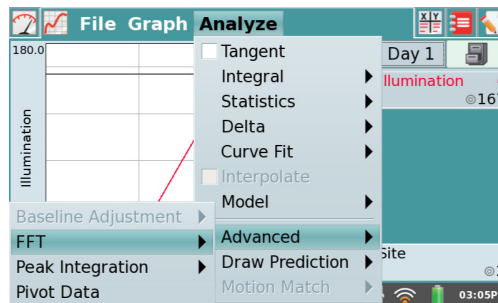 File Graph Analyze
X Y
180.0
Illumination
Tangent
Integral
Statistics
Delta
Curve Fit
Interpolate
Model
Advanced
Draw Prediction
Motion Match
Baseline Adjustment
FFT
Peak Integration
Pivot Data
Day 1
Illumination
Site
03:05P